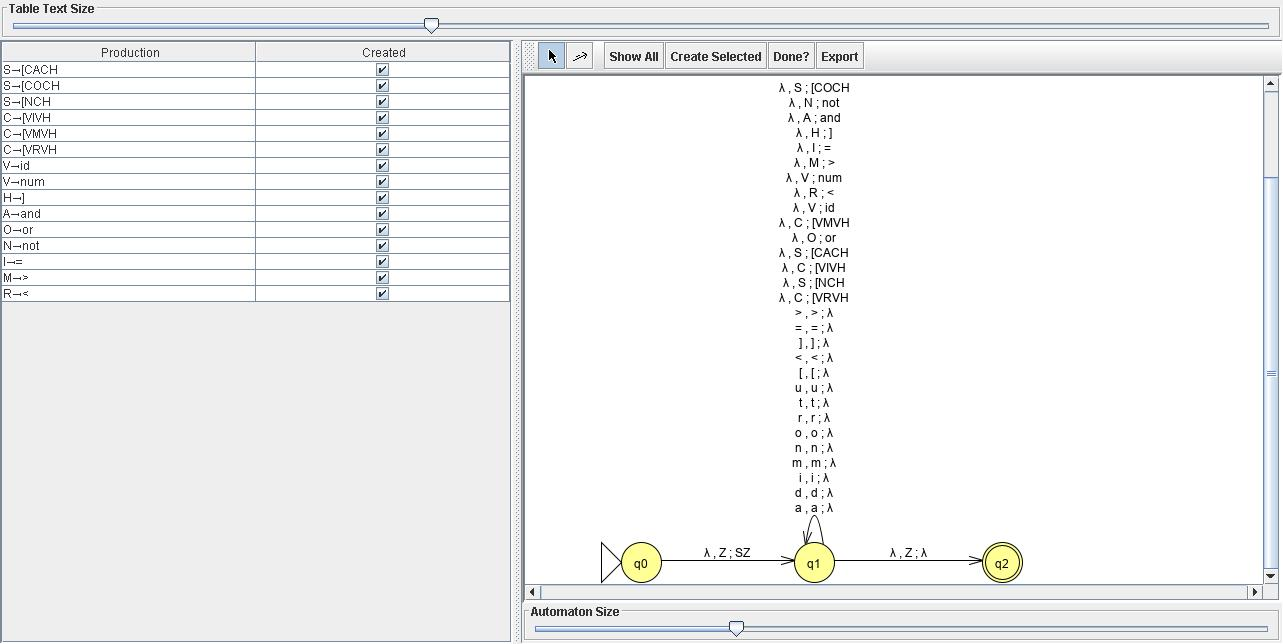 Table Text Size
Production Created
S→[CACH
S→[COCH
S→[NCH
C→[VIVH
C→[VMVH
C→[VRVH
V→id
V→num
H→]
A→and
O→or
N→not
I→=
M→>
R→<
Show All Create Selected Done? Export
λ , S ; [COCH
λ , N ; not
λ , A ; and
λ , H ; ]
λ , I ; =
λ , M ; >
λ , V ; num
λ , R ; <
λ , V ; id
λ , C ; [VMVH
λ , O ; or
λ , S ; [CACH
λ , C ; [VIVH
λ , S ; [NCH
λ , C ; [VRVH
> , > ; λ
= , = ; λ
] , ] ; λ
< , < ; λ
[ , [ ; λ
u , u ; λ
t , t ; λ
r , r ; λ
o , o ; λ
n , n ; λ
m , m ; λ
i , i ; λ
d , d ; λ
a , a ; λ
q0 λ , Z ; SZ q1 λ , Z ; λ q2
Automaton Size